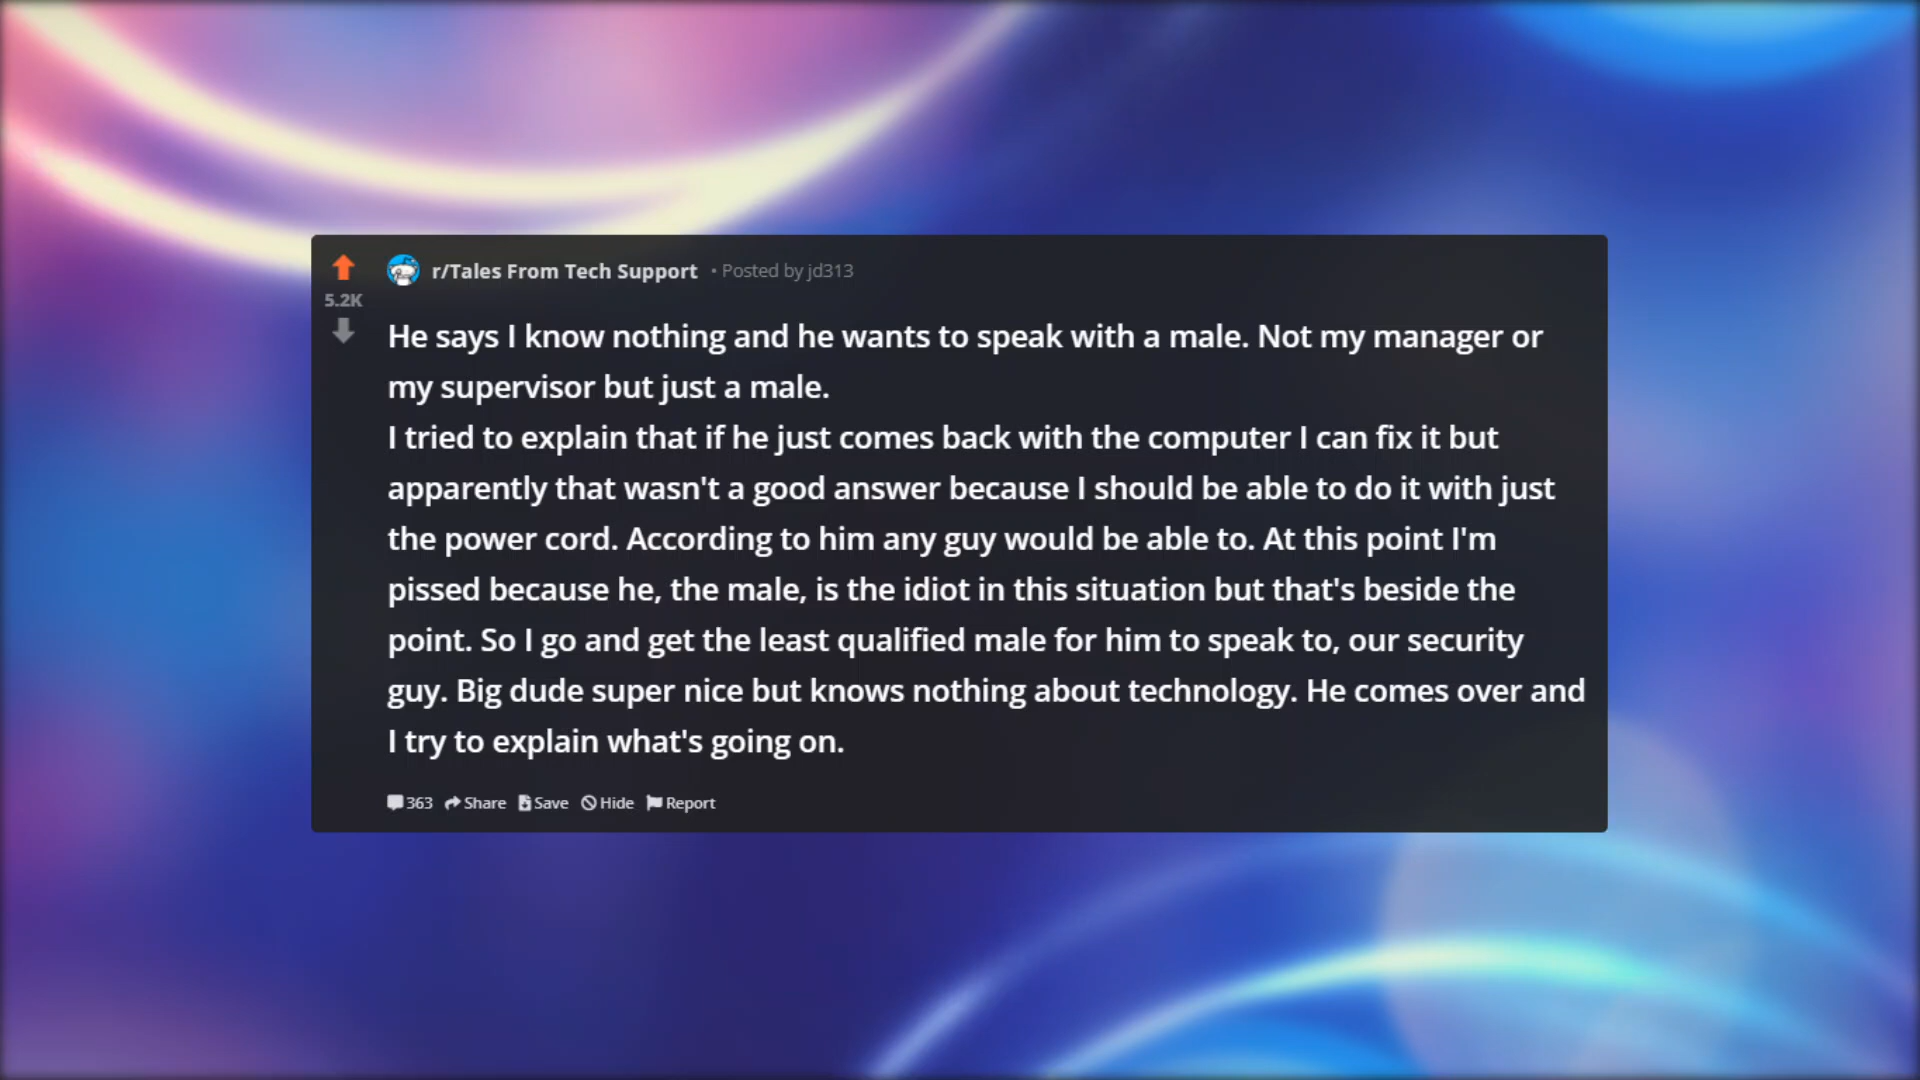 r/Tales From Tech Support • Posted by jd313
5.2K
He says I know nothing and he wants to speak with a male. Not my manager or
my supervisor but just a male.
I tried to explain that if he just comes back with the computer I can fix it but
apparently that wasn't a good answer because I should be able to do it with just
the power cord. According to him any guy would be able to. At this point I'm
pissed because he, the male, is the idiot in this situation but that's beside the
point. So I go and get the least qualified male for him to speak to, our security
guy. Big dude super nice but knows nothing about technology. He comes over and
I try to explain what's going on.
363 Share Save Hide Report